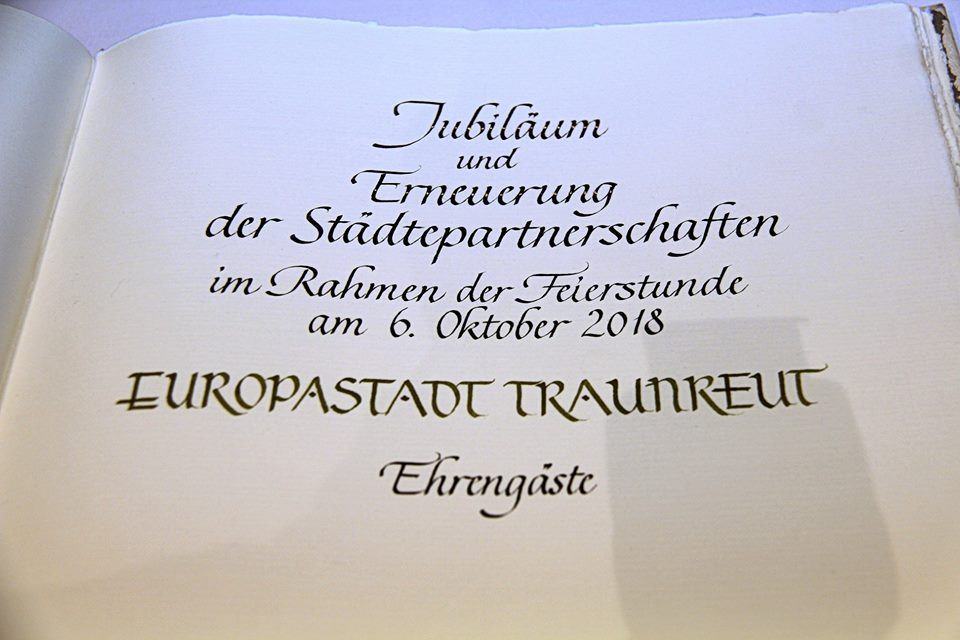 Jubiläum
und
Erneuerung
der Städtepartnerschaften
im Rahmen der Feierstunde
am 6. Oktober 2018
EUROPASTADT TRAUNREUT
Ehrengäste